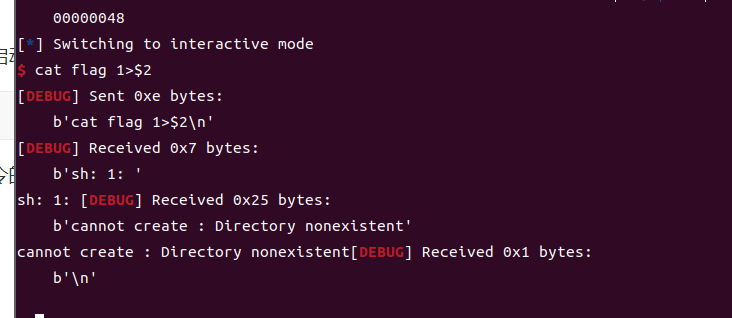 00000048
[*] Switching to interactive mode
$ cat flag 1>$2
[DEBUG] Sent 0xe bytes:
b'cat flag 1>$2\n'
[DEBUG] Received 0x7 bytes:
b'sh: 1: '
sh: 1: [DEBUG] Received 0x25 bytes:
b'cannot create : Directory nonexistent'
cannot create : Directory nonexistent[DEBUG] Received 0x1 bytes:
b'\n'